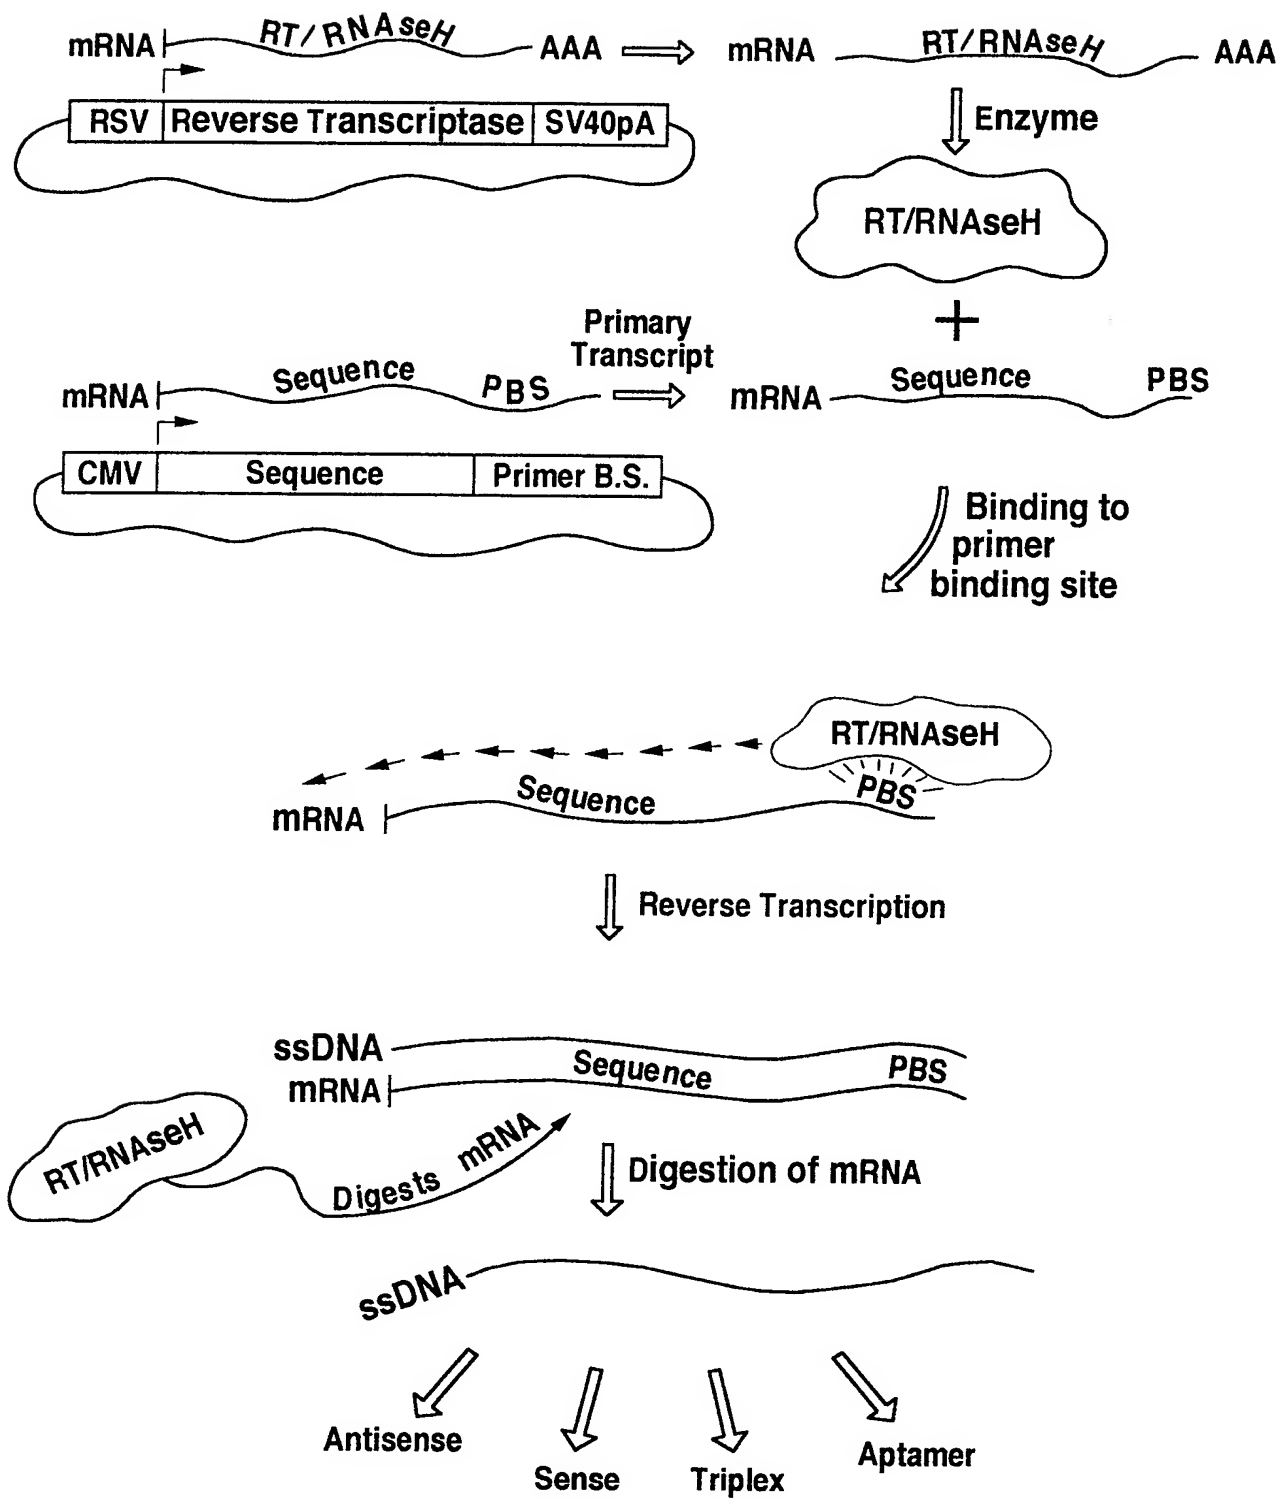 mRNA RT/RNAseH AAA
mRNA RT/RNAseH AAA
RSV Reverse Transcriptase SV40pA
Enzyme
RT/RNAseH
+
Primary
Transcript
mRNA Sequence PBS
mRNA Sequence PBS
CMV Sequence Primer B.S.
Binding to
primer
binding site
RT/RNAseH
PBS
Sequence
mRNA
Reverse Transcription
ssDNA
Sequence PBS
mRNA
RT/RNAseH
Digests mRNA
Digestion of mRNA
ssDNA
Antisense
Sense
Triplex
Aptamer